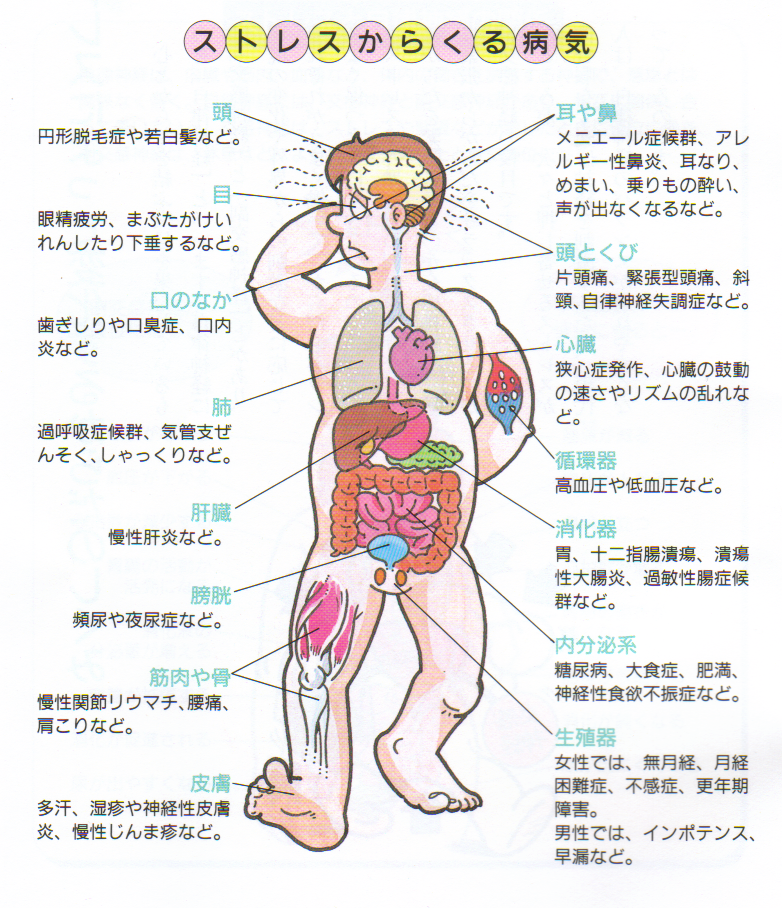 ストレスからくる病気
頭
円形脱毛症や若白髪など。
目
眼精疲労、まぶたがけい
れんしたり下垂するなど。
口のなか
歯ぎしりや口臭症、口内
炎など。
肺
過呼吸症候群、気管支ぜ
んそく、しゃっくりなど。
肝臓
慢性肝炎など。
膀胱
頻尿や夜尿症など。
筋肉や骨
慢性関節リウマチ、腰痛、
肩こりなど。
皮膚
多汗、湿疹や神経性皮膚
炎、慢性じんま疹など。
耳や鼻
メニエール症候群、アレ
ルギー性鼻炎、耳なり、
めまい、乗りもの酔い、
声が出なくなるなど。
頭とくび
片頭痛、緊張型頭痛、斜
頸、自律神経失調症など。
心臓
狭心症発作、心臓の鼓動
の速さやリズムの乱れな
ど。
循環器
高血圧や低血圧など。
消化器
胃、十二指腸潰瘍、潰瘍
性大腸炎、過敏性腸症候
群など。
内分泌系
糖尿病、大食症、肥満、
神経性食欲不振症など。
生殖器
女性では、無月経、月経
困難症、不感症、更年期
障害。
男性では、インポテンス、
早漏など。